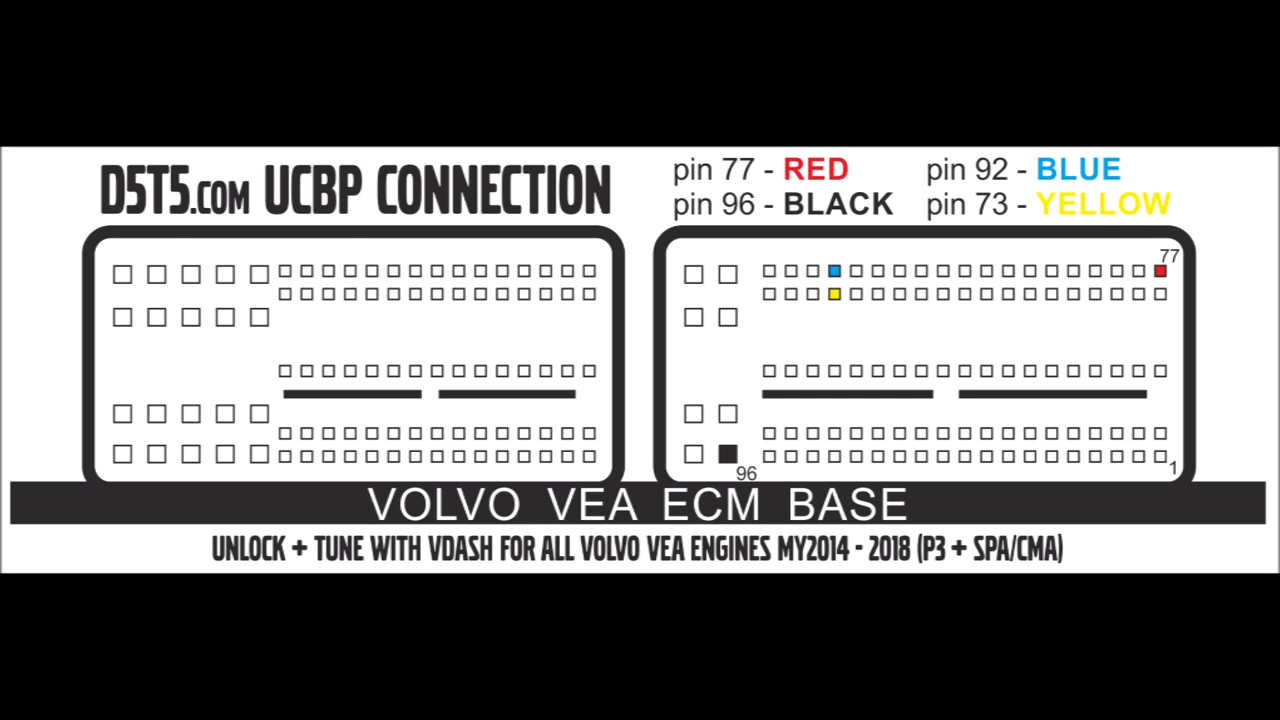 D5T5.COM UCBP CONNECTION
pin 77 - RED pin 92 - BLUE
pin 96 - BLACK pin 73 - YELLOW
77
96
1
VOLVO VEA ECM BASE
UNLOCK + TUNE WITH VDASH FOR ALL VOLVO VEA ENGINES MY2014 - 2018 (P3 + SPA/CMA)